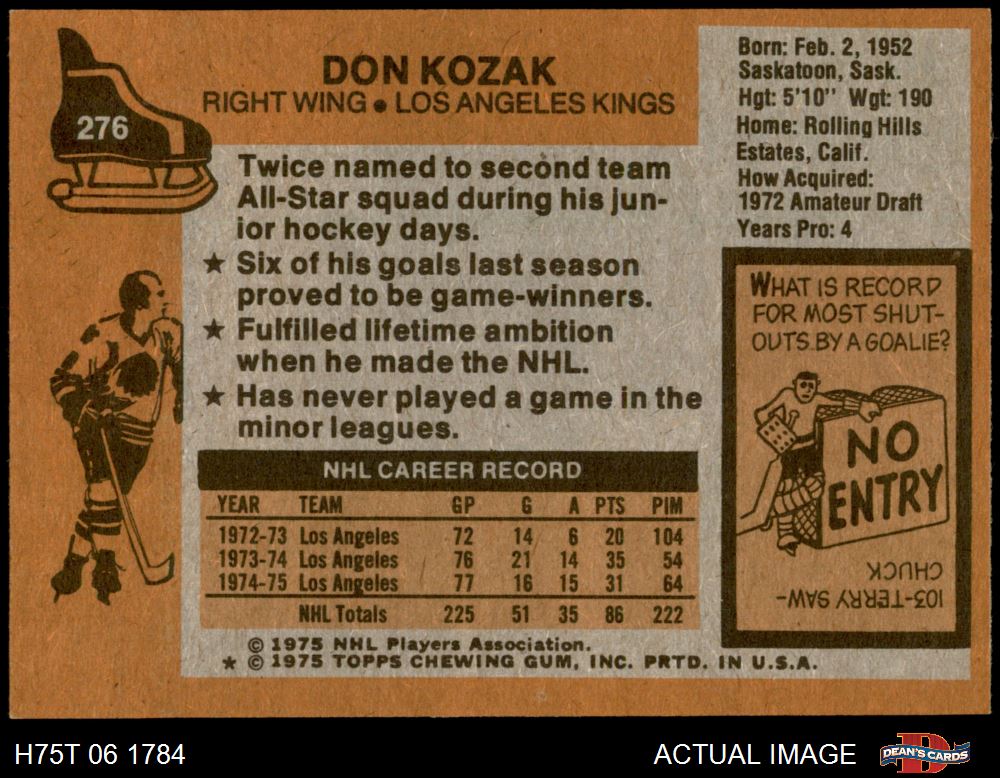 276
DON KOZAK
RIGHT WING ● LOS ANGELES KINGS
Twice named to second team
All-Star squad during his jun-
ior hockey days.
★ Six of his goals last season
proved to be game-winners.
★ Fulfilled lifetime ambition
when he made the NHL.
★ Has never played a game in the
minor leagues.
NHL CAREER RECORD
YEAR TEAM GP G A PTS PIM
1972-73 Los Angeles 72 14 6 20 104
1973-74 Los Angeles 76 21 14 35 54
1974-75 Los Angeles 77 16 15 31 64
NHL Totals 225 51 35 86 222
© 1975 NHL Players Association.
★ © 1975 TOPPS CHEWING GUM, INC. PRTD. IN U.S.A.
Born: Feb. 2, 1952
Saskatoon, Sask.
Hgt: 5'10" Wgt: 190
Home: Rolling Hills
Estates, Calif.
How Acquired:
1972 Amateur Draft
Years Pro: 4
WHAT IS RECORD
FOR MOST SHUT-
OUTS BY A GOALIE?
NO
ENTRY
103-TERRY SAW-
CHUCK
H75T 06 1784
ACTUAL IMAGE
D
DEAN'S CARDS